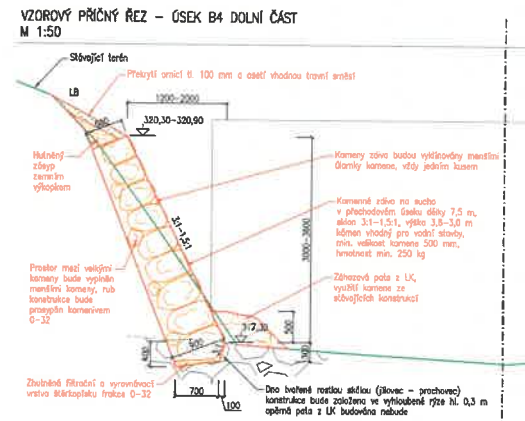 VZOROVÝ PŘÍČNÝ ŘEZ – ÚSEK B4 DOLNÍ ČÁST
M 1:50
Stávající terén
Překrytí ornicí tl. 100 mm a osetí vhodnou travní směsí
LB
1200-2000
600
320,30-320,90
Hutněný
zásyp
zemním
výkopkem
Kameny zdiva budou vyklínovány menšími
úlomky kamene, vždy jedním kusem
Kamenné zdivo na sucho
v přechodovém úseku délky 7,5 m,
sklon 3:1-1,5:1, výška 3,8-3,0 m
kámen vhodný pro vodní stavby,
min. velikost kamene 500 mm,
hmotnost min. 250 kg
3:1-1,5:1
Prostor mezi velkými
kameny bude vyplněn
menšími kameny, rub
konstrukce bude
prosypán kamenivem
0-32
Záhozová pata z LK,
využití kamene ze
stávajících konstrukcí
500
900
400
300
Zhutněná filtrační a vyrovnávací
vrstva štěrkopísku frakce 0-32
700
100
Dno tvořené rostlou skálou (jílovec - prachovec)
konstrukce bude založena ve vyhloubené rýze hl. 0,3 m
opěrná pata z LK budována nebude